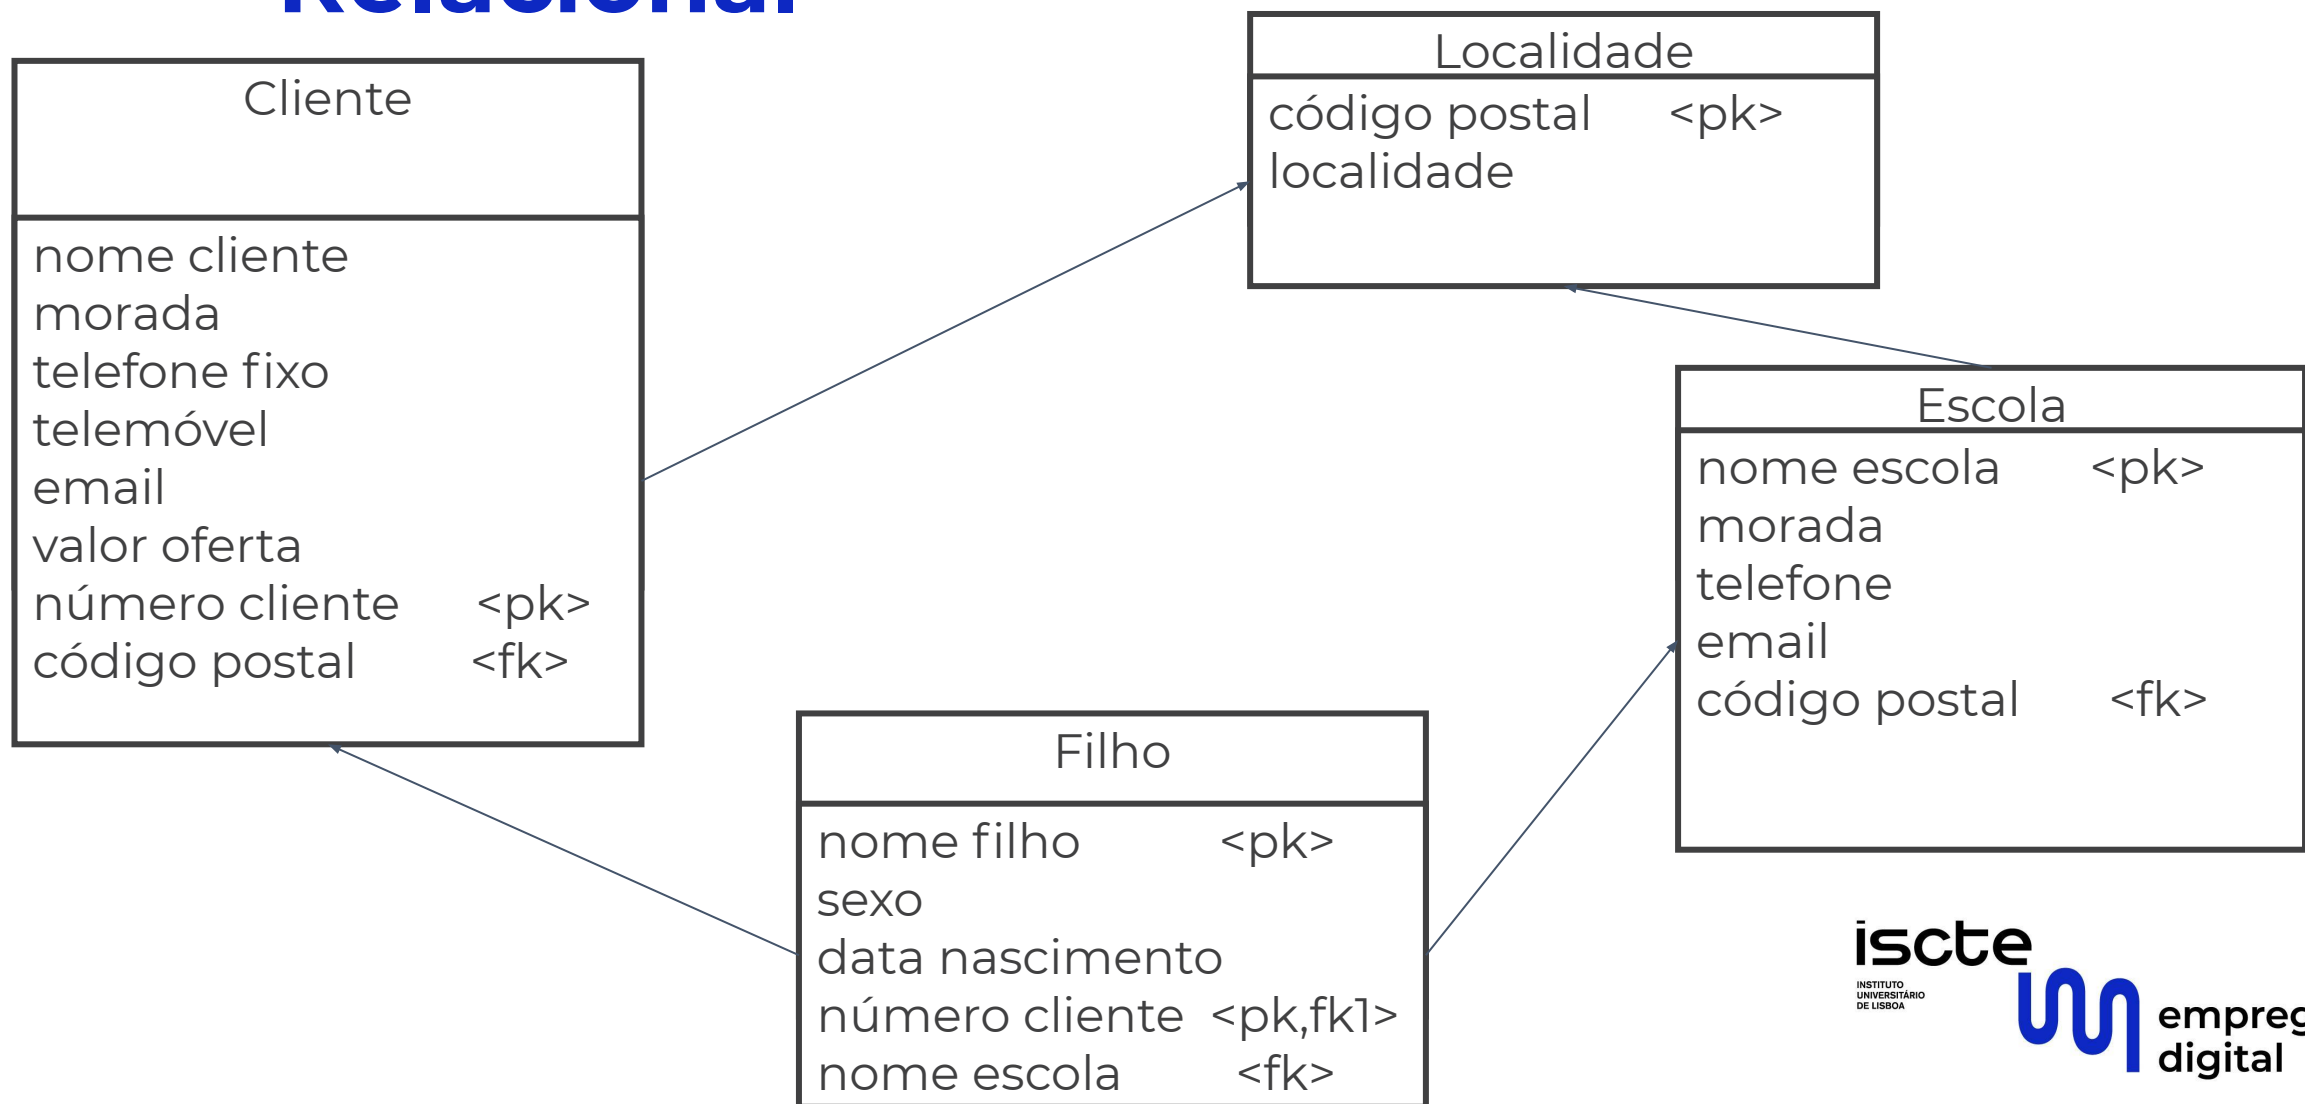 Relacional
Cliente
nome cliente
morada
telefone fixo
telemóvel
email
valor oferta
número cliente <pk>
código postal <fk>
Localidade
código postal <pk>
localidade
Escola
nome escola <pk>
morada
telefone
email
código postal <fk>
Filho
nome filho <pk>
sexo
data nascimento
número cliente <pk,fk1>
nome escola <fk>
iscte
INSTITUTO
UNIVERSITÁRIO
DE LISBOA
empreg
digital